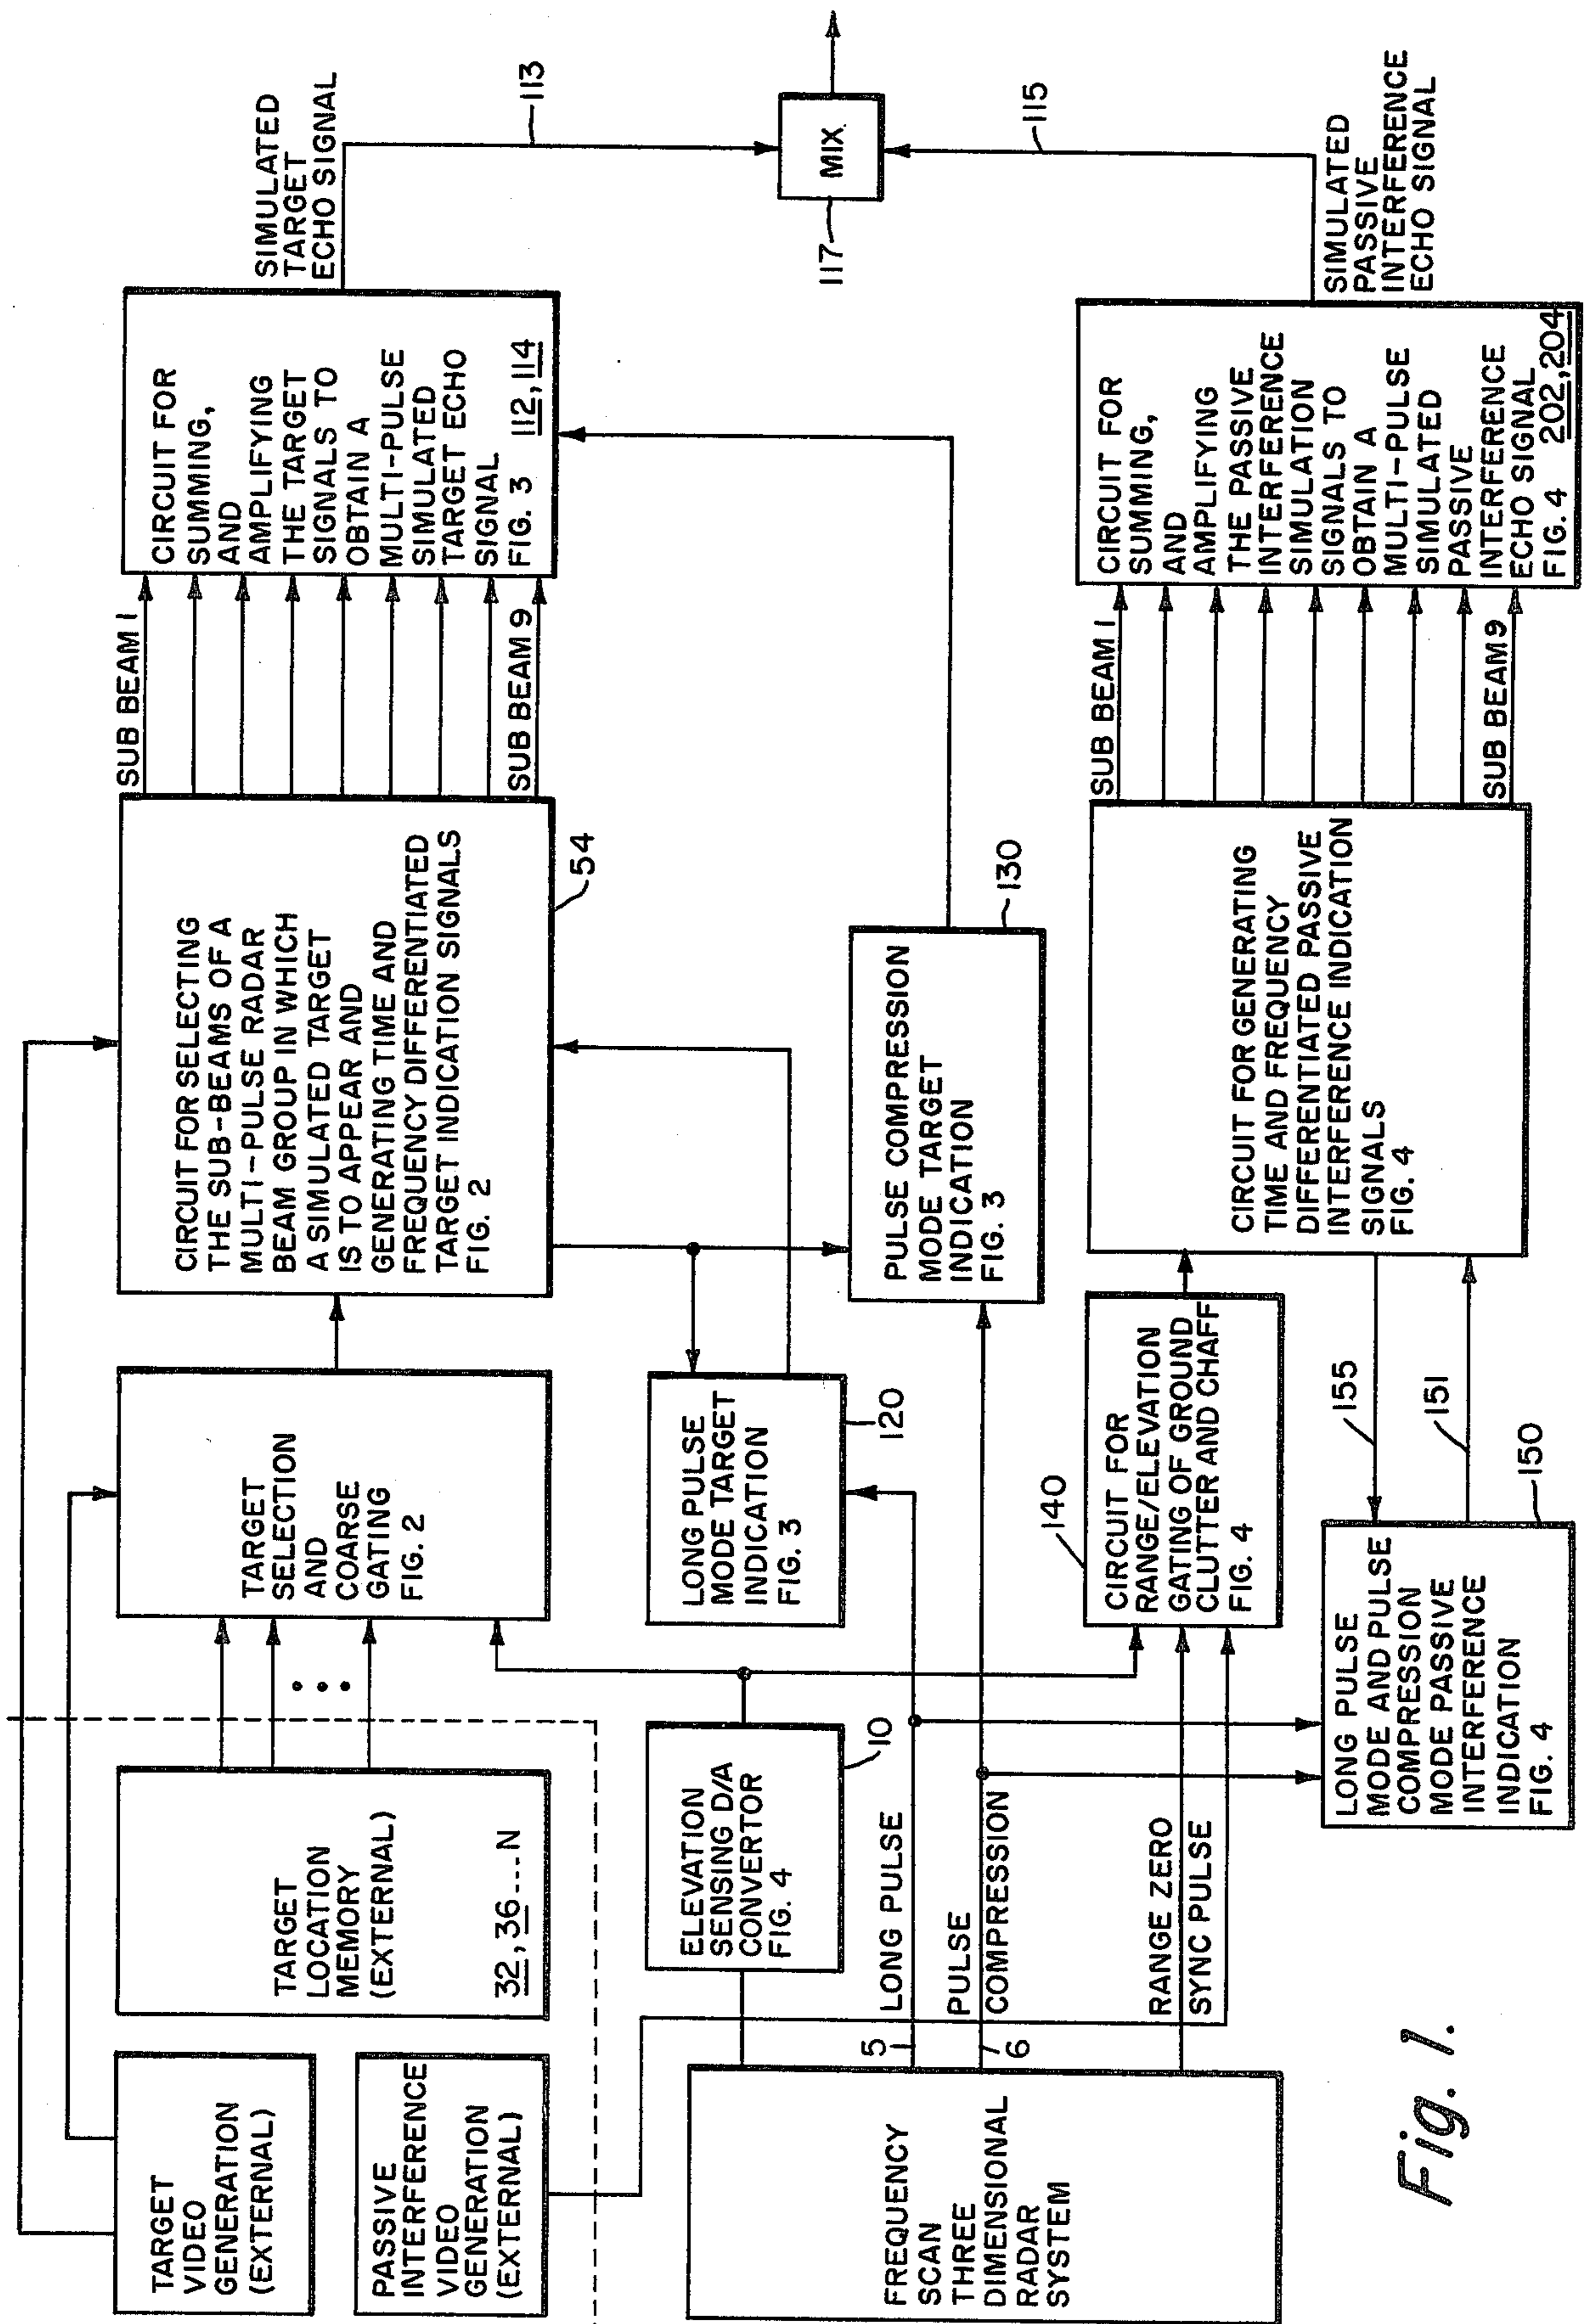 TARGET
VIDEO
GENERATION
(EXTERNAL)
PASSIVE
INTERFERENCE
VIDEO
GENERATION
(EXTERNAL)
FREQUENCY
SCAN
THREE
DIMENSIONAL
RADAR
SYSTEM
TARGET
LOCATION
MEMORY
(EXTERNAL)
32, 36...N
ELEVATION
SENSING D/A
CONVERTOR
FIG. 4
10
5
LONG PULSE
6
PULSE
COMPRESSION
RANGE ZERO
SYNC PULSE
TARGET
SELECTION
AND
COARSE
GATING
FIG. 2
LONG PULSE
MODE TARGET
INDICATION
FIG. 3
120
140
CIRCUIT FOR
RANGE/ELEVATION
GATING OF GROUND
CLUTTER AND CHAFF
FIG. 4
LONG PULSE
MODE AND PULSE
COMPRESSION
MODE PASSIVE
INTERFERENCE
INDICATION
FIG. 4
150
155
151
CIRCUIT FOR SELECTING
THE SUB-BEAMS OF A
MULTI-PULSE RADAR
BEAM GROUP IN WHICH
A SIMULATED TARGET
IS TO APPEAR AND
GENERATING TIME AND
FREQUENCY DIFFERENTIATED
TARGET INDICATION SIGNALS
FIG. 2
54
PULSE COMPRESSION
MODE TARGET
INDICATION
FIG. 3
130
CIRCUIT FOR GENERATING
TIME AND FREQUENCY
DIFFERENTIATED PASSIVE
INTERFERENCE INDICATION
SIGNALS
FIG. 4
SUB BEAM 1
SUB BEAM 9
SUB BEAM 1
SUB BEAM 9
CIRCUIT FOR
SUMMING,
AND
AMPLIFYING
THE TARGET
SIGNALS TO
OBTAIN A
MULTI-PULSE
SIMULATED
TARGET ECHO
SIGNAL
FIG. 3 112, 114
CIRCUIT FOR
SUMMING,
AND
AMPLIFYING
THE PASSIVE
INTERFERENCE
SIMULATION
SIGNALS TO
OBTAIN A
MULTI-PULSE
SIMULATED
PASSIVE
INTERFERENCE
ECHO SIGNAL
FIG. 4 202, 204
SIMULATED
TARGET
ECHO SIGNAL
113
117
MIX.
115
SIMULATED
PASSIVE
INTERFERENCE
ECHO SIGNAL
Fig. 1.